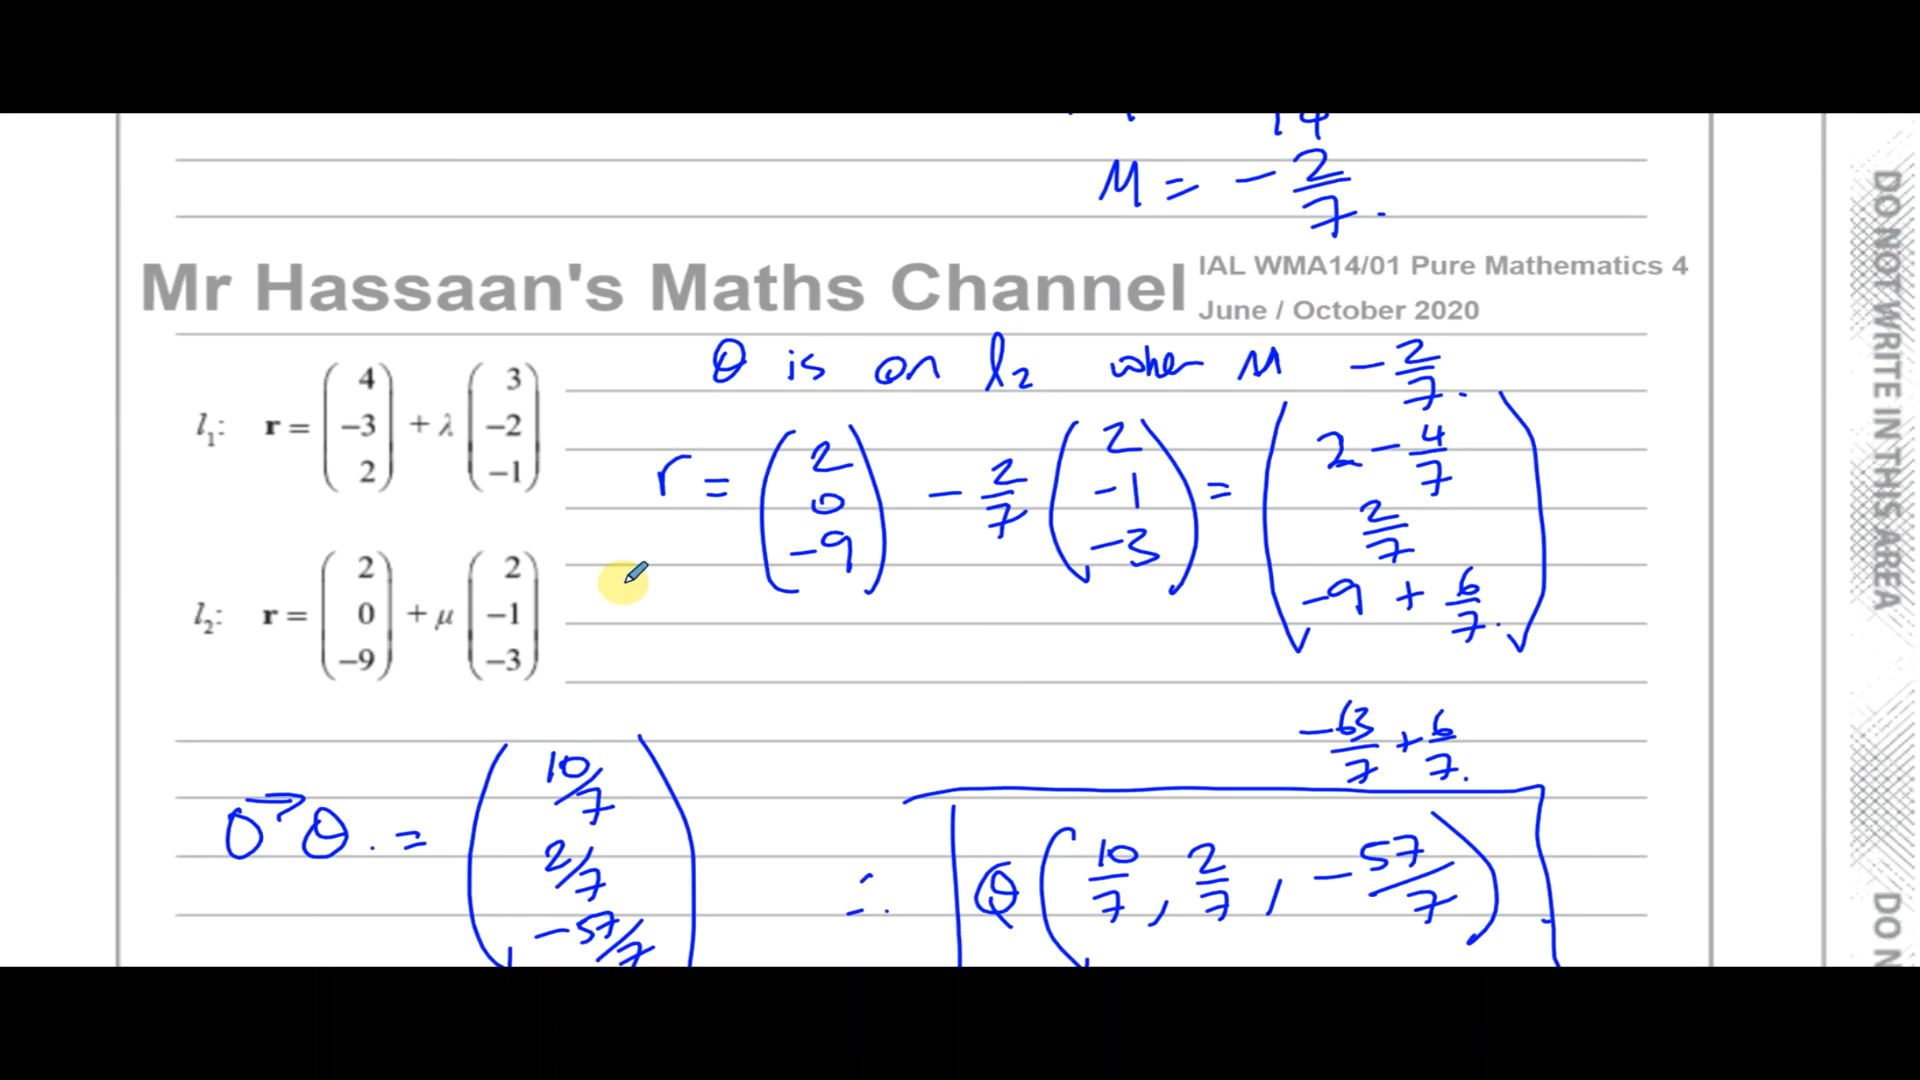 14
M = - 2/7.
Mr Hassaan's Maths Channel
IAL WMA14/01 Pure Mathematics 4
June / October 2020
Q is on l₂ when M - 2/7.
l₁: r = (4, −3, 2) + λ (3, −2, −1)
r = (2, 0, -9) - 2/7 (2, -1, -3) = (2 - 4/7, 2/7, -9 + 6/7.)
l₂: r = (2, 0, −9) + μ (2, −1, −3)
-63/7 + 6/7.
OQ. = (10/7, 2/7, -57/7)
∴ Q (10/7, 2/7, -57/7)
DO NOT WRITE IN THIS AREA
DO N